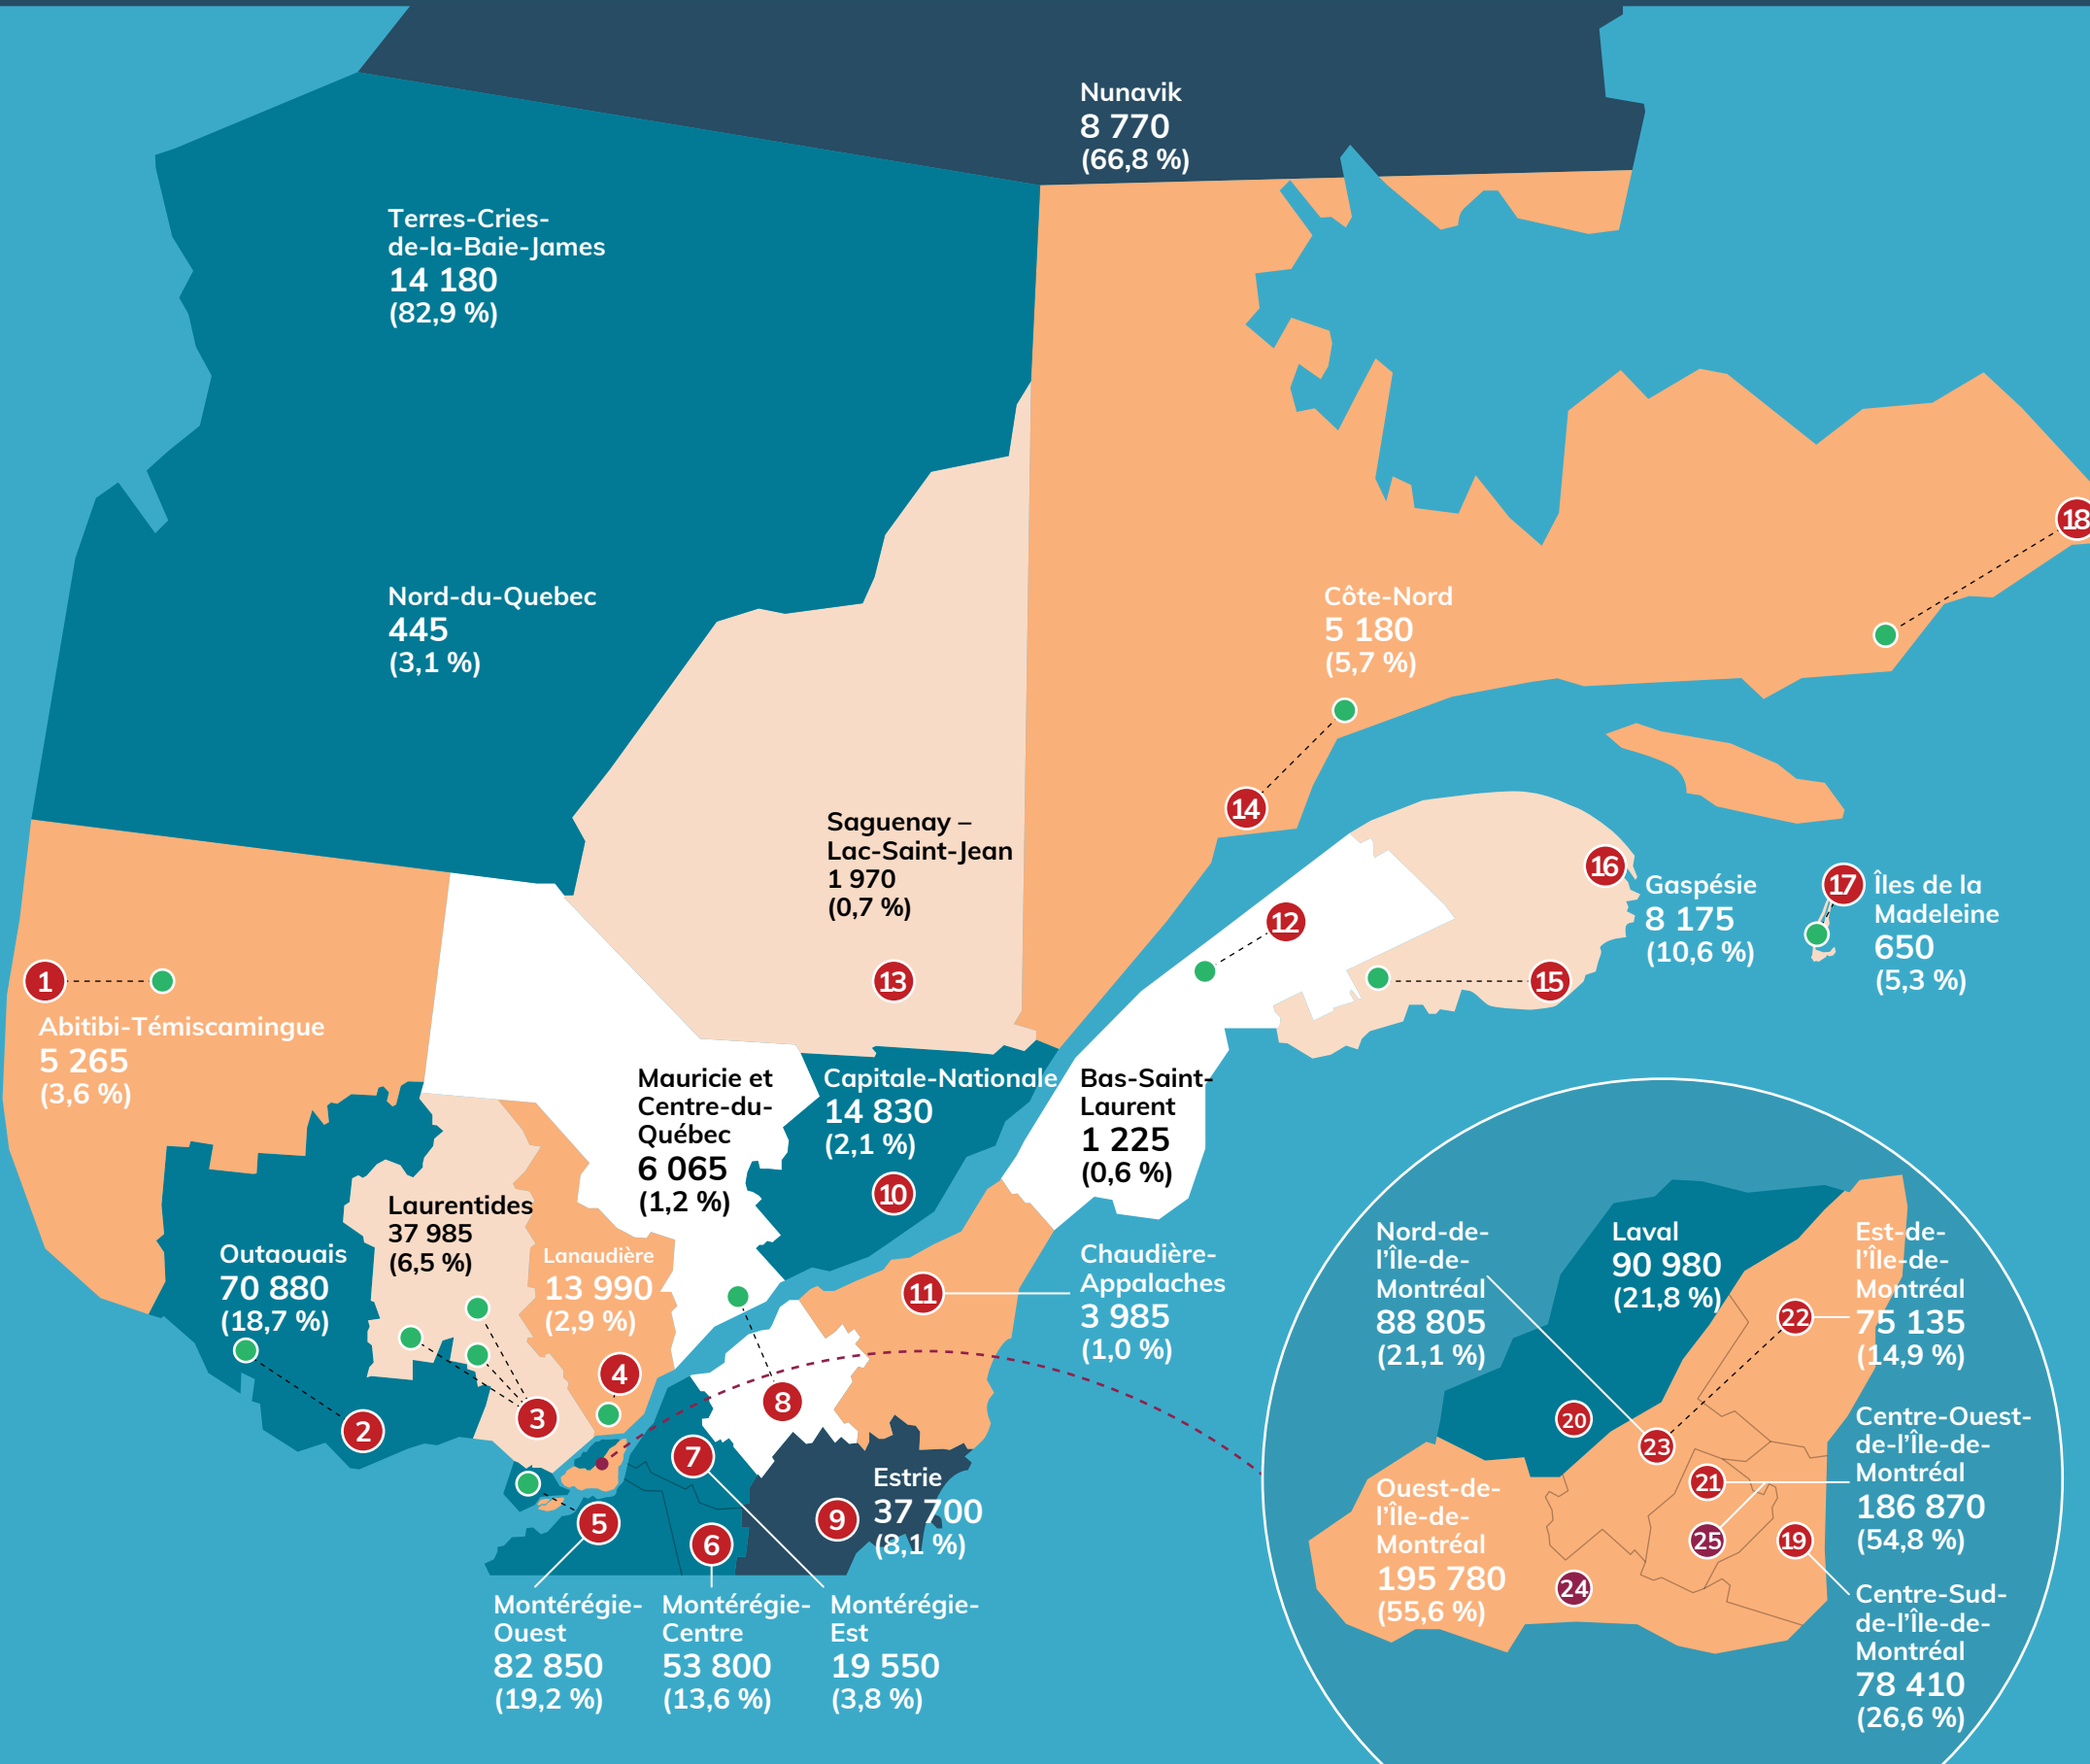 Nunavik
8 770
(66,8 %)
Terres-Cries-
de-la-Baie-James
14 180
(82,9 %)
Nord-du-Quebec
445
(3,1 %)
Côte-Nord
5 180
(5,7 %)
18
14
Saguenay –
Lac-Saint-Jean
1 970
(0,7 %)
13
12
15
16
Gaspésie
8 175
(10,6 %)
17
Îles de la
Madeleine
650
(5,3 %)
1
Abitibi-Témiscamingue
5 265
(3,6 %)
Mauricie et
Centre-du-
Québec
6 065
(1,2 %)
Capitale-Nationale
14 830
(2,1 %)
10
Bas-Saint-
Laurent
1 225
(0,6 %)
Laurentides
37 985
(6,5 %)
Outaouais
70 880
(18,7 %)
Lanaudière
13 990
(2,9 %)
11
Chaudière-
Appalaches
3 985
(1,0 %)
2
3
4
8
7
9
Estrie
37 700
(8,1 %)
5
6
Montérégie-
Ouest
82 850
(19,2 %)
Montérégie-
Centre
53 800
(13,6 %)
Montérégie-
Est
19 550
(3,8 %)
Nord-de-
l’Île-de-
Montréal
88 805
(21,1 %)
Laval
90 980
(21,8 %)
Est-de-
l’Île-de-
Montréal
75 135
(14,9 %)
22
20
23
21
25
19
24
Centre-Ouest-
de-l’Île-de-
Montréal
186 870
(54,8 %)
Ouest-de-
l’Île-de-
Montréal
195 780
(55,6 %)
Centre-Sud-
de-l’Île-de-
Montréal
78 410
(26,6 %)